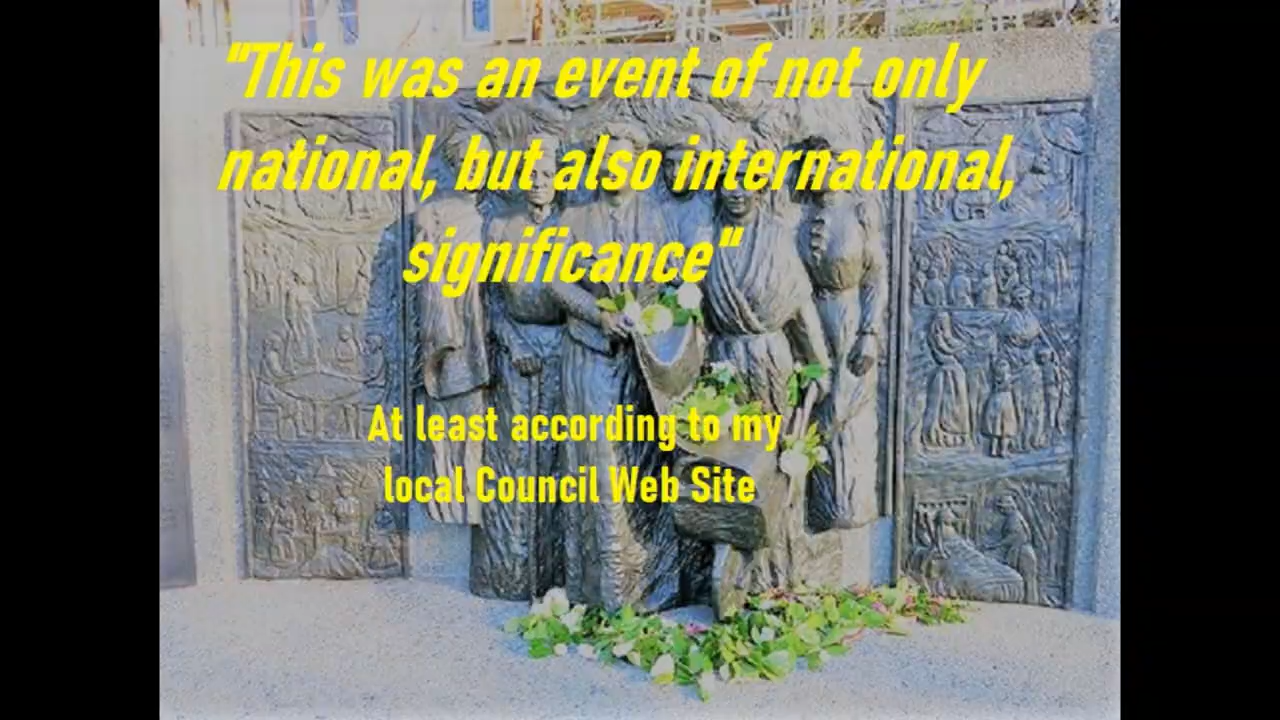 "This was an event of not only
national, but also international,
significance"
At least according to my
local Council Web Site